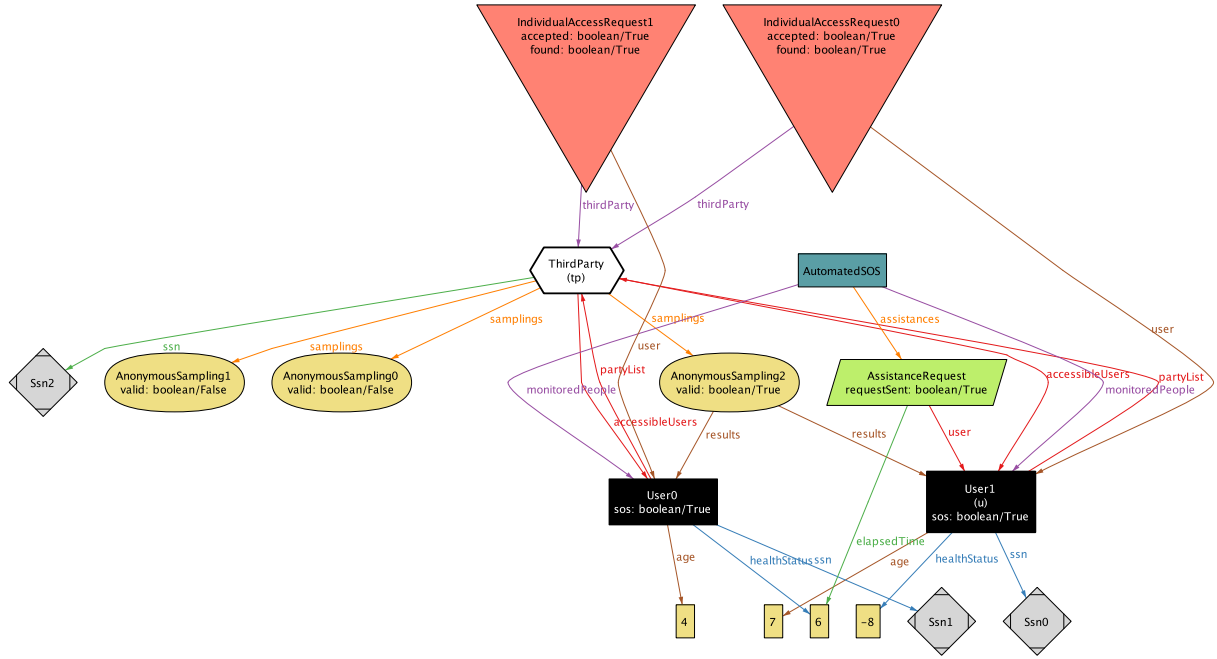 IndividualAccessRequest1
accepted: boolean/True
found: boolean/True
IndividualAccessRequest0
accepted: boolean/True
found: boolean/True
thirdParty
thirdParty
ThirdParty
(tp)
AutomatedSOS
samplings
samplings
assistances
user
ssn
samplings
user
Ssn2
AnonymousSampling1
valid: boolean/False
AnonymousSampling0
valid: boolean/False
partyList
AnonymousSampling2
valid: boolean/True
AssistanceRequest
requestSent: boolean/True
accessibleUsers
partyList
monitoredPeople
monitoredPeople
accessibleUsers
results
results
user
User0
sos: boolean/True
User1
(u)
sos: boolean/True
age
healthStatus
ssn
elapsedTime
age
healthStatus
ssn
4
7
6
-8
Ssn1
Ssn0